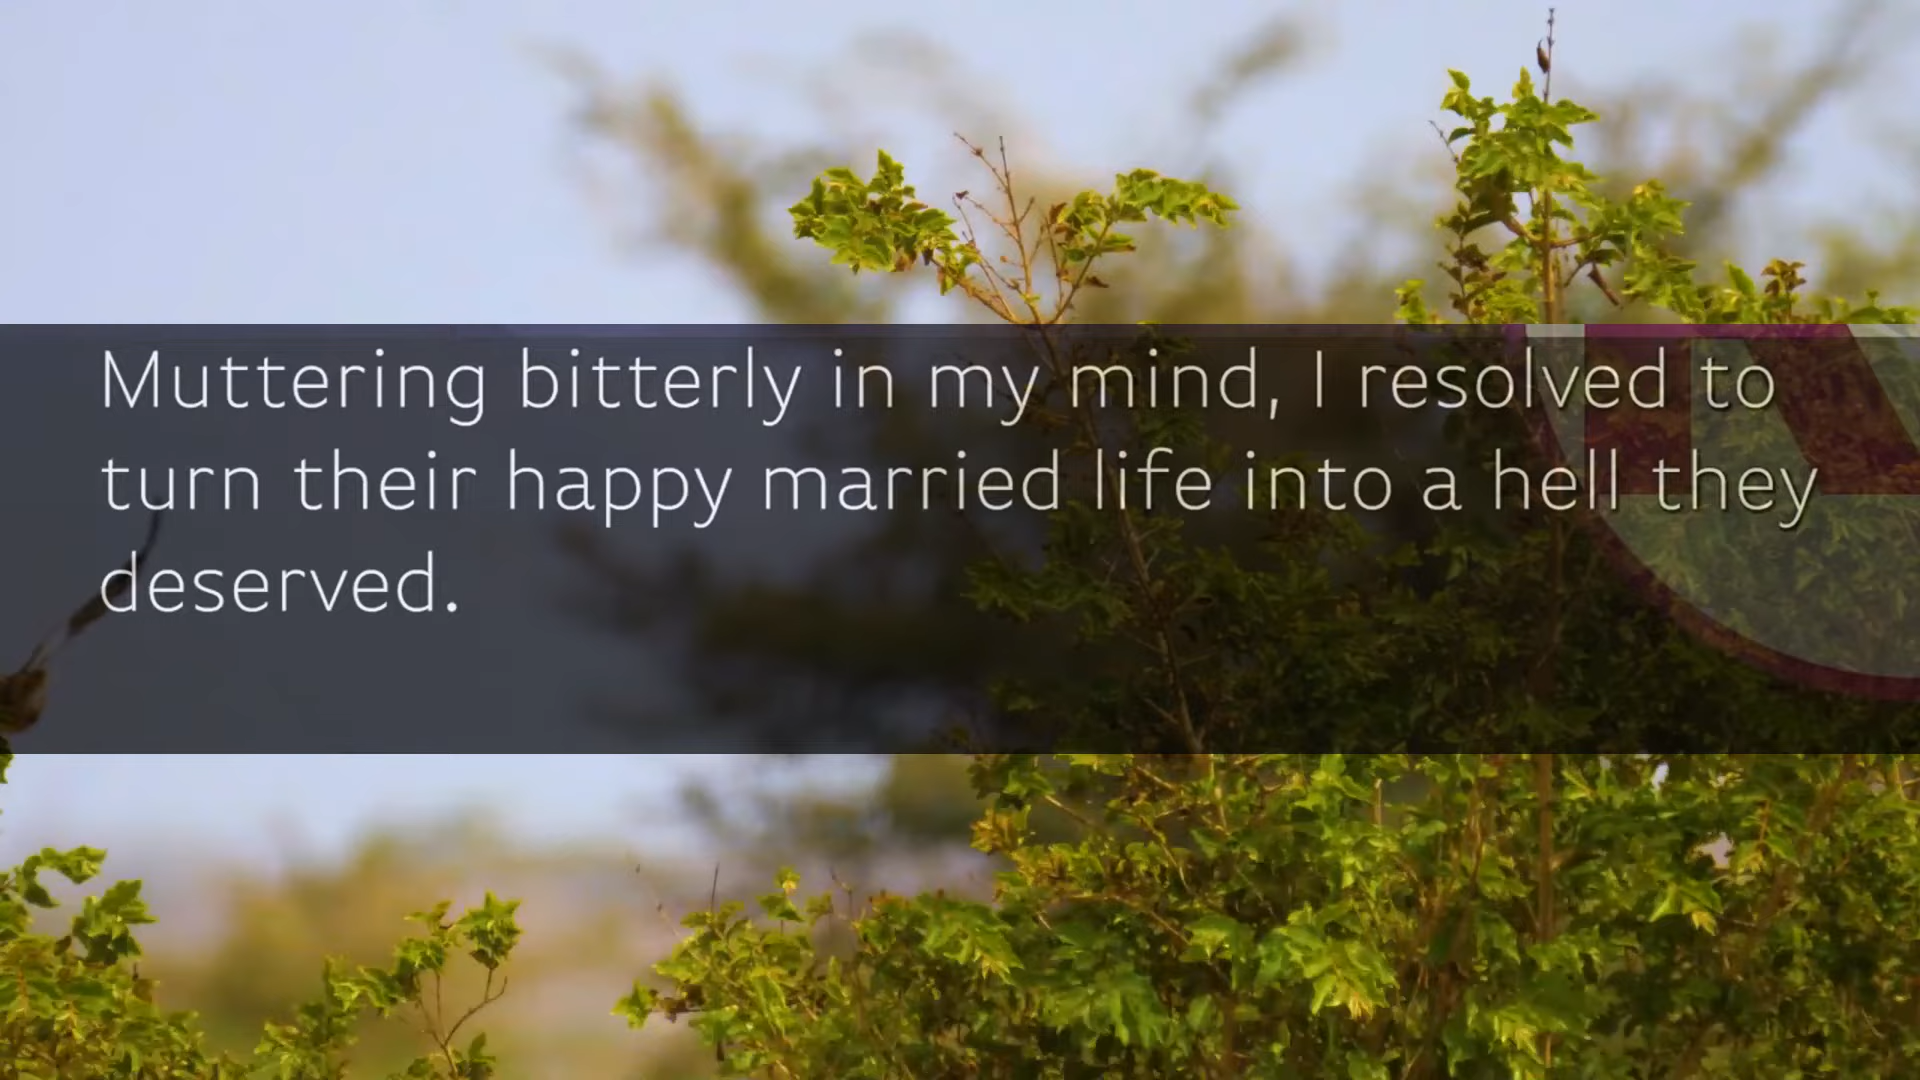 Muttering bitterly in my mind, I resolved to
turn their happy married life into a hell they
deserved.